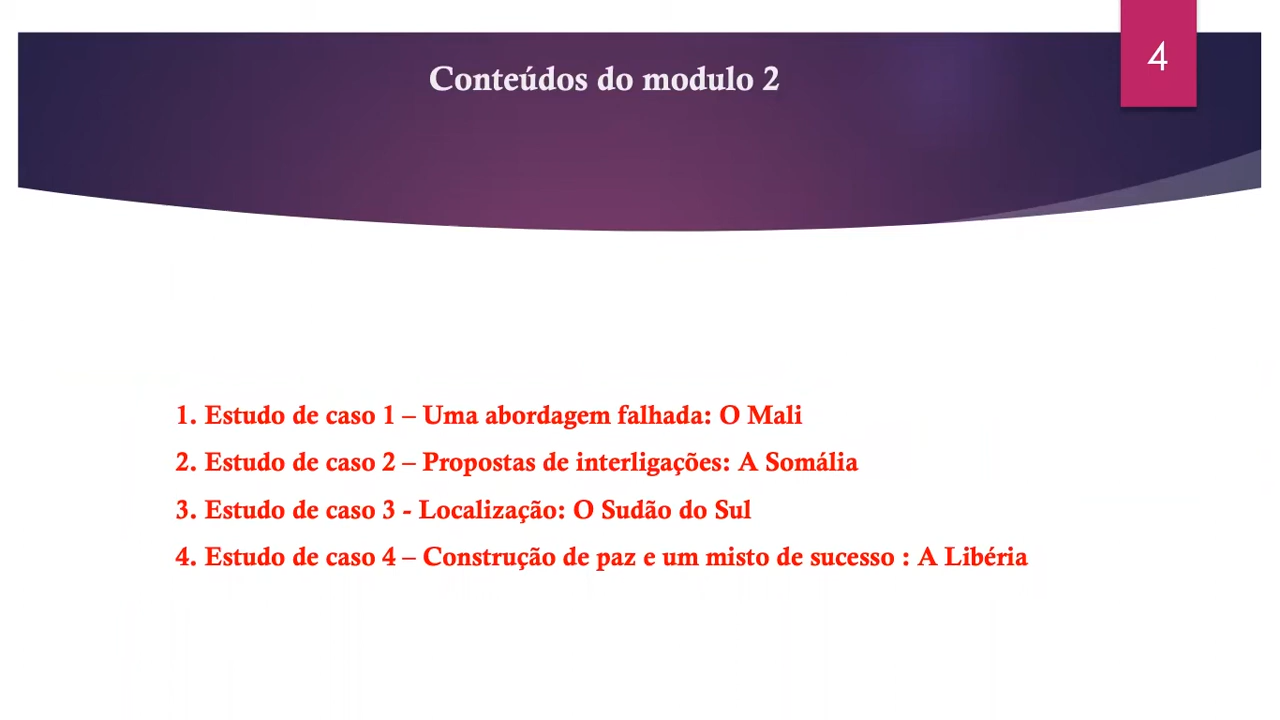 4
Conteúdos do modulo 2
1. Estudo de caso 1 – Uma abordagem falhada: O Mali
2. Estudo de caso 2 – Propostas de interligações: A Somália
3. Estudo de caso 3 - Localização: O Sudão do Sul
4. Estudo de caso 4 – Construção de paz e um misto de sucesso : A Libéria